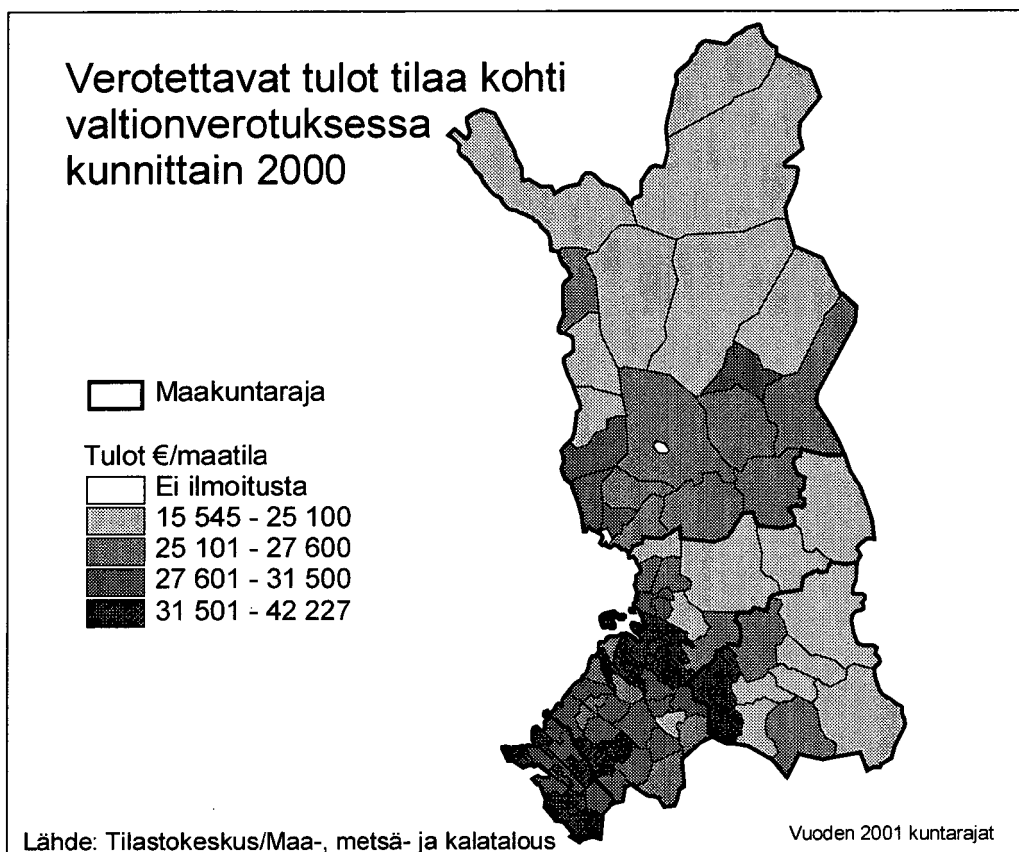 Verotettavat tulot tilaa kohti
valtionverotuksessa
kunnittain 2000
Maakuntaraja
Tulot €/maatila
Ei ilmoitusta
15 545 - 25 100
25 101 - 27 600
27 601 - 31 500
31 501 - 42 227
Lähde: Tilastokeskus/Maa-, metsä- ja kalatalous
Vuoden 2001 kuntarajat